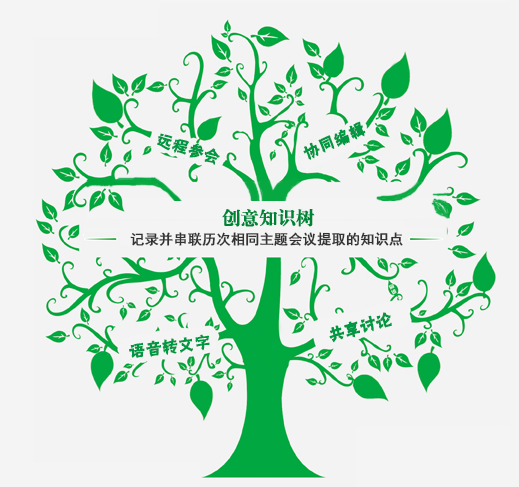 远程参会
协同编辑
创意知识树
记录并串联历次相同主题会议提取的知识点
语音转文字
共享讨论